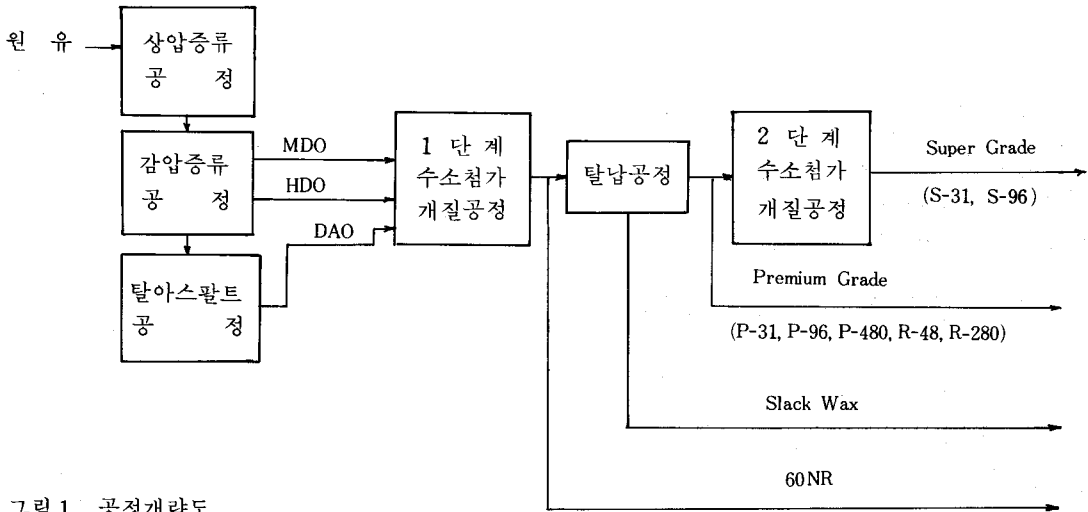 원 유
상압증류
공 정
감압증류
공 정
탈아스팔트
공 정
MDO
HDO
DAO
1 단 계
수소첨가
개질공정
탈납공정
2 단 계
수소첨가
개질공정
Super Grade
(S-31, S-96)
Premium Grade
(P-31, P-96, P-480, R-48, R-280)
Slack Wax
60NR
그림 1 공정개략도